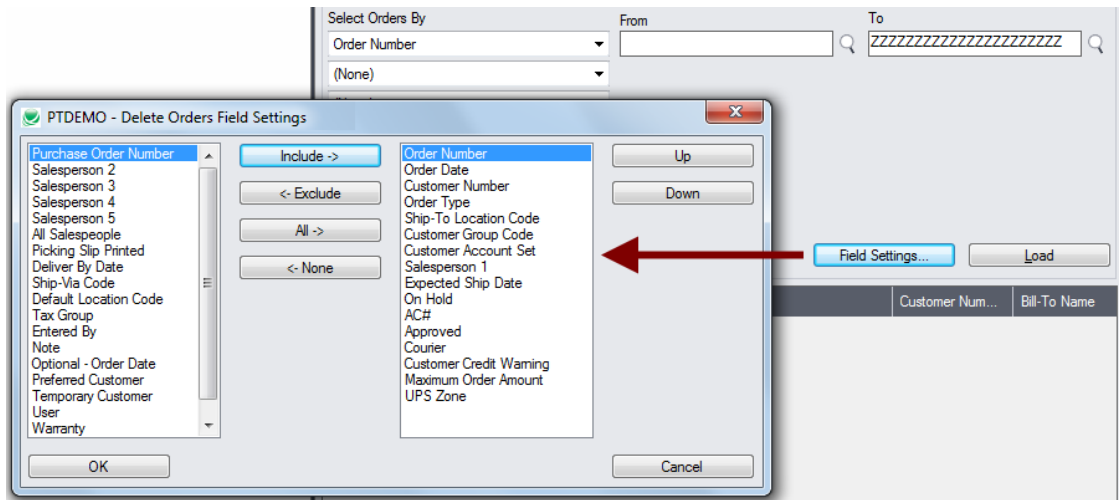 Select Orders By
From
To
Order Number
ZZZZZZZZZZZZZZZZZZZZZZ
(None)
PTDEMO - Delete Orders Field Settings
Purchase Order Number
Salesperson 2
Salesperson 3
Salesperson 4
Salesperson 5
All Salespeople
Picking Slip Printed
Deliver By Date
Ship-Via Code
Default Location Code
Tax Group
Entered By
Note
Optional - Order Date
Preferred Customer
Temporary Customer
User
Warranty
Include ->
<- Exclude
All ->
<- None
Order Number
Order Date
Customer Number
Order Type
Ship-To Location Code
Customer Group Code
Customer Account Set
Salesperson 1
Expected Ship Date
On Hold
AC#
Approved
Courier
Customer Credit Warning
Maximum Order Amount
UPS Zone
Up
Down
OK
Cancel
Field Settings...
Load
Customer Num...
Bill-To Name